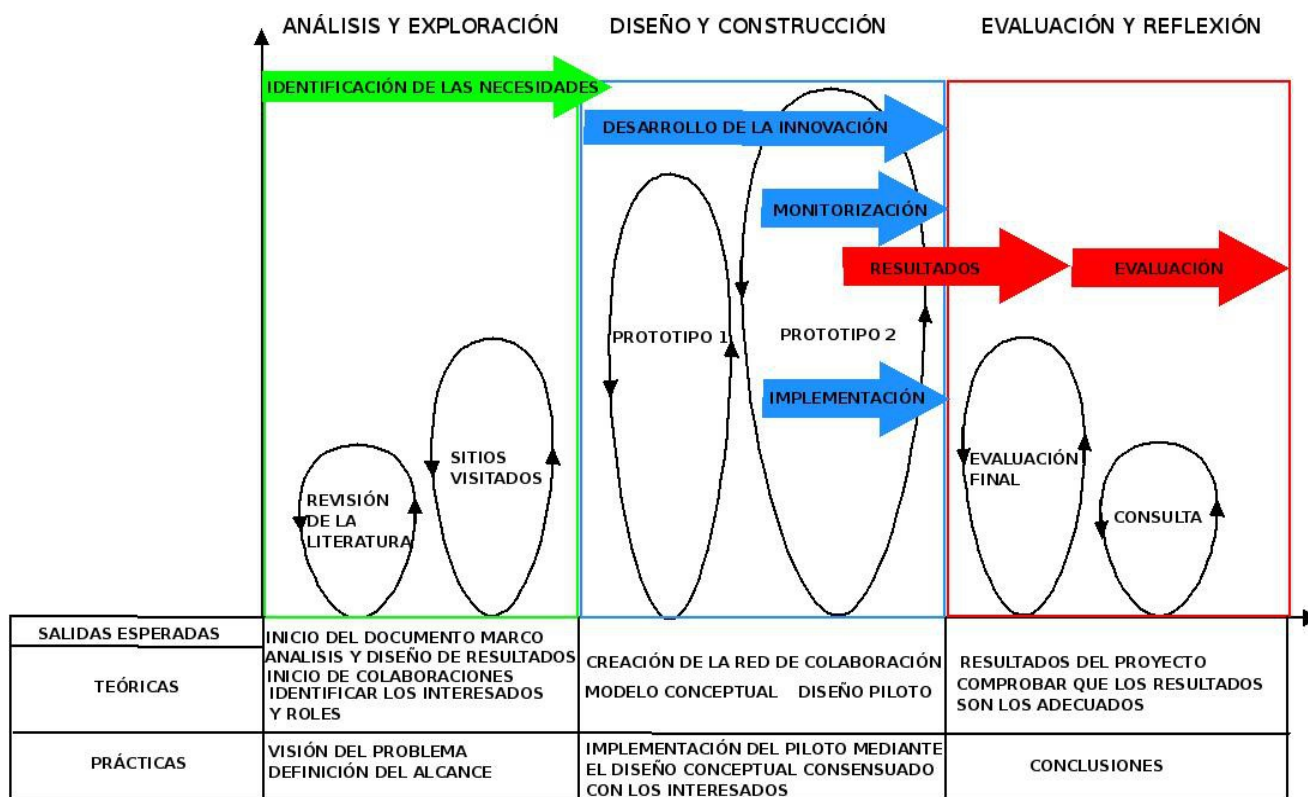 ANÁLISIS Y EXPLORACIÓN
DISEÑO Y CONSTRUCCIÓN
EVALUACIÓN Y REFLEXIÓN
IDENTIFICACIÓN DE LAS NECESIDADES
DESARROLLO DE LA INNOVACIÓN
MONITORIZACIÓN
RESULTADOS
EVALUACIÓN
PROTOTIPO 1
PROTOTIPO 2
IMPLEMENTACIÓN
SITIOS
VISITADOS
REVISIÓN
DE LA
LITERATURA
EVALUACIÓN
FINAL
CONSULTA
SALIDAS ESPERADAS
TEÓRICAS
INICIO DEL DOCUMENTO MARCO
ANALISIS Y DISEÑO DE RESULTADOS
INICIO DE COLABORACIONES
IDENTIFICAR LOS INTERESADOS
Y ROLES
CREACIÓN DE LA RED DE COLABORACIÓN
MODELO CONCEPTUAL DISEÑO PILOTO
RESULTADOS DEL PROYECTO
COMPROBAR QUE LOS RESULTADOS
SON LOS ADECUADOS
PRÁCTICAS
VISIÓN DEL PROBLEMA
DEFINICIÓN DEL ALCANCE
IMPLEMENTACIÓN DEL PILOTO MEDIANTE
EL DISEÑO CONCEPTUAL CONSENSUADO
CON LOS INTERESADOS
CONCLUSIONES